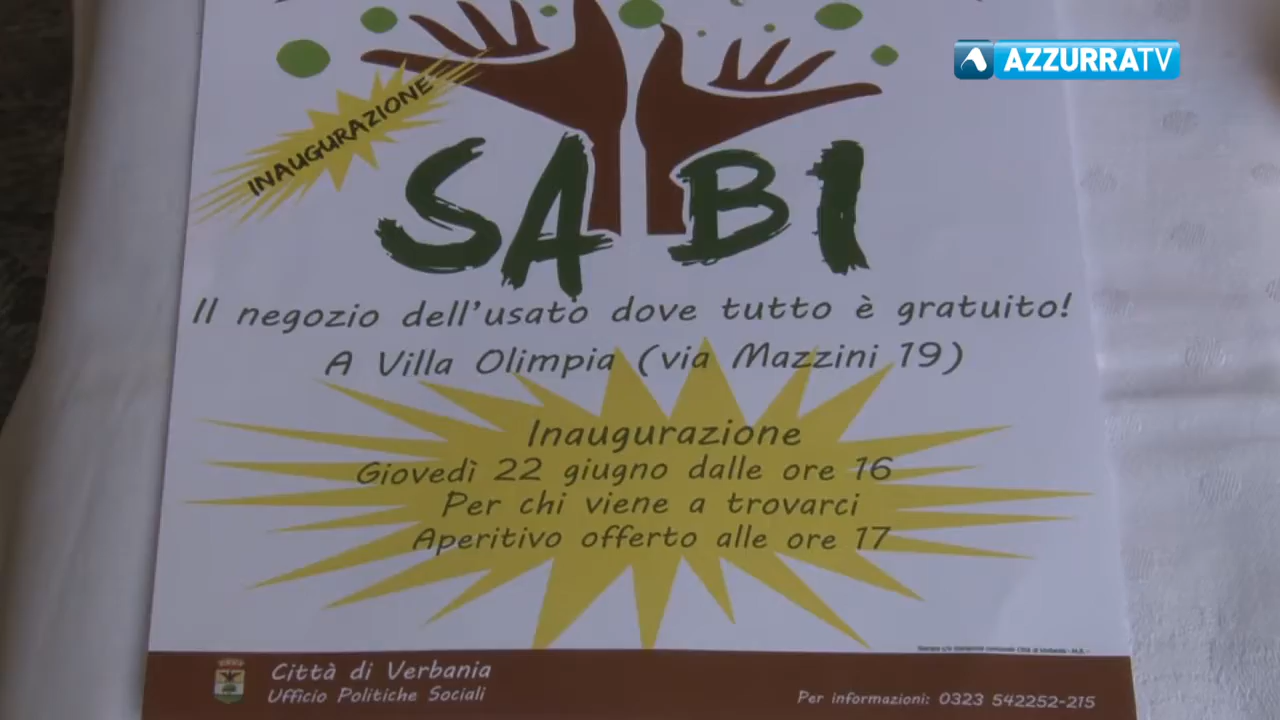 AZZURRATV
INAUGURAZIONE
SABI
Il negozio dell'usato dove tutto è gratuito!
A Villa Olimpia (via Mazzini 19)
Inaugurazione
Giovedì 22 giugno dalle ore 16
Per chi viene a trovarci
Aperitivo offerto alle ore 17
Città di Verbania
Ufficio Politiche Sociali
Per informazioni: 0323 542252-215